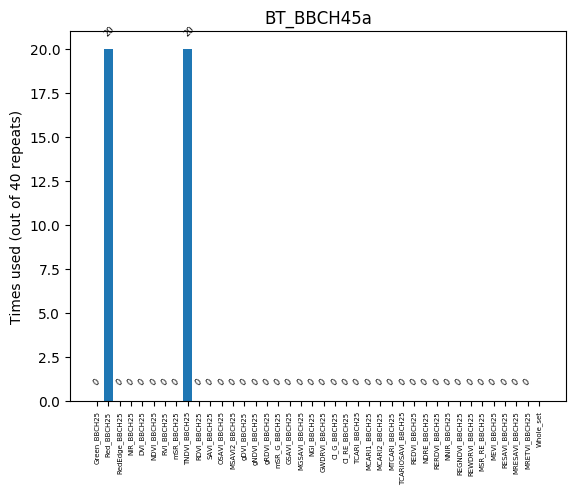 BT_BBCH45a
Times used (out of 40 repeats)
20.0
17.5
15.0
12.5
10.0
7.5
5.0
2.5
0.0
0 20 0 0 0 0 0 0 20 0 0 0 0 0 0 0 0 0 0 0 0 0 0 0 0 0 0 0 0 0 0 0 0 0 0 0 0 0 0
Green_BBCH25
Red_BBCH25
RedEdge_BBCH25
NIR_BBCH25
DVI_BBCH25
NDVI_BBCH25
RVI_BBCH25
mSR_BBCH25
TNDVI_BBCH25
RDVI_BBCH25
SAVI_BBCH25
OSAVI_BBCH25
MSAVI2_BBCH25
gDVI_BBCH25
gNDVI_BBCH25
gRDVI_BBCH25
mSR_G_BBCH25
GSAVI_BBCH25
MGSAVI_BBCH25
NGI_BBCH25
GWDRVI_BBCH25
CI_G_BBCH25
CI_RE_BBCH25
TCARI_BBCH25
MCARI1_BBCH25
MCARI2_BBCH25
MTCARI_BBCH25
TCARIOSAVI_BBCH25
REDVI_BBCH25
NDRE_BBCH25
RERDVI_BBCH25
NNIR_BBCH25
REGNDVI_BBCH25
REWDRVI_BBCH25
MSR_RE_BBCH25
MEVI_BBCH25
RESAVI_BBCH25
MRESAVI_BBCH25
MRETVI_BBCH25
Whole_set